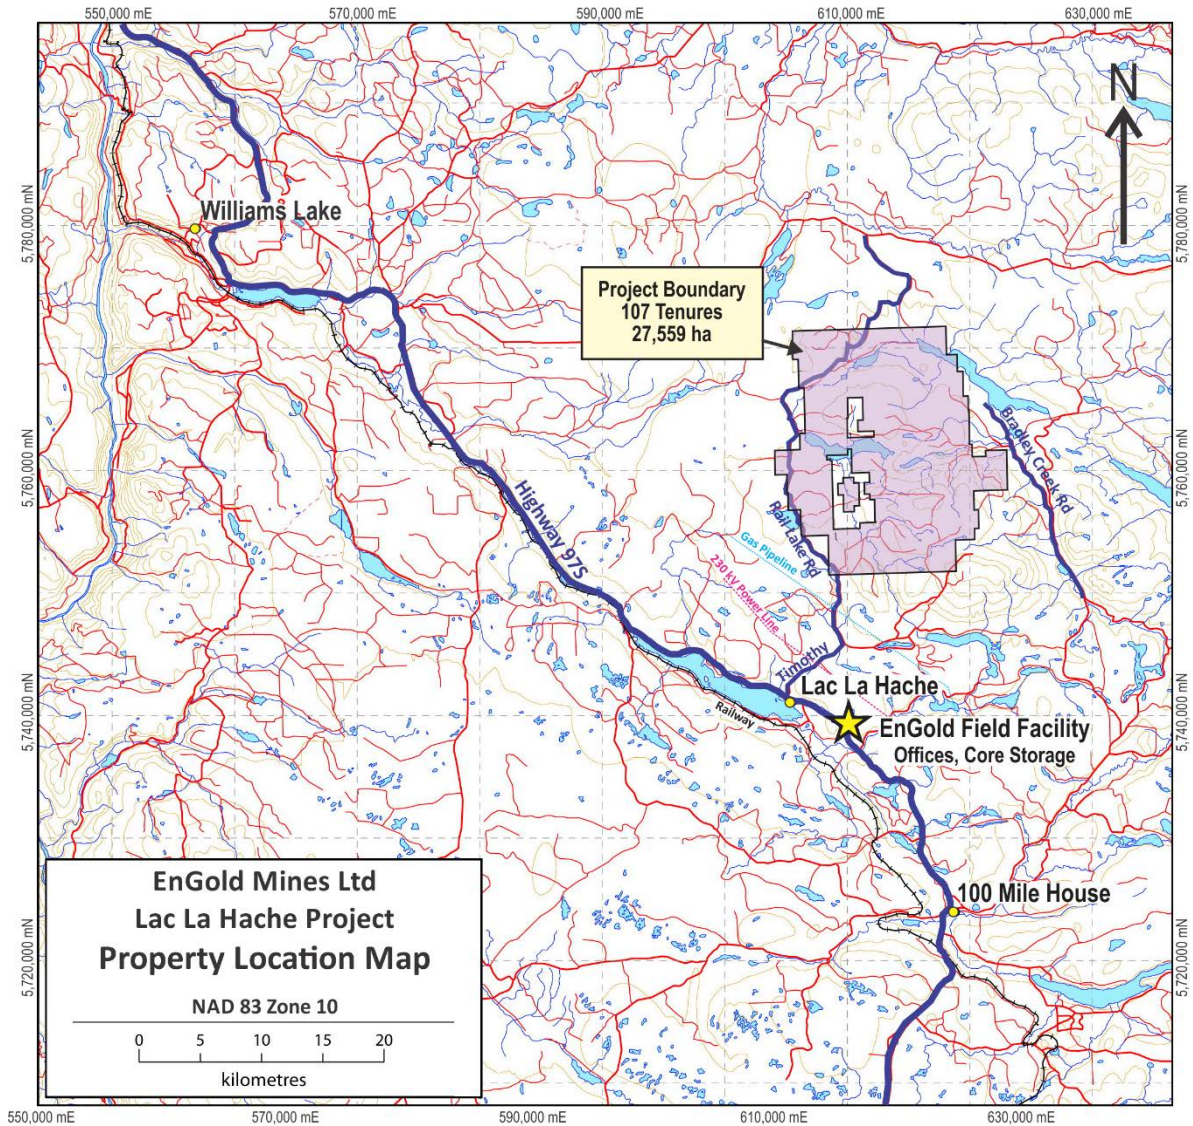 550,000 mE
570,000 mE
590,000 mE
610,000 mE
630,000 mE
N
5,780,000 mN
5,780,000 mN
Williams Lake
Project Boundary
107 Tenures
27,559 ha
Bradley Creek Rd
5,760,000 mN
5,760,000 mN
Highway 97S
Rail Lake Rd
Gas Pipeline
230 kV Power Line
Timothy
Lac La Hache
Railway
5,740,000 mN
5,740,000 mN
EnGold Field Facility
Offices, Core Storage
100 Mile House
EnGold Mines Ltd
Lac La Hache Project
Property Location Map
NAD 83 Zone 10
0 5 10 15 20
kilometres
5,720,000 mN
5,720,000 mN
550,000 mE
570,000 mE
590,000 mE
610,000 mE
630,000 mE